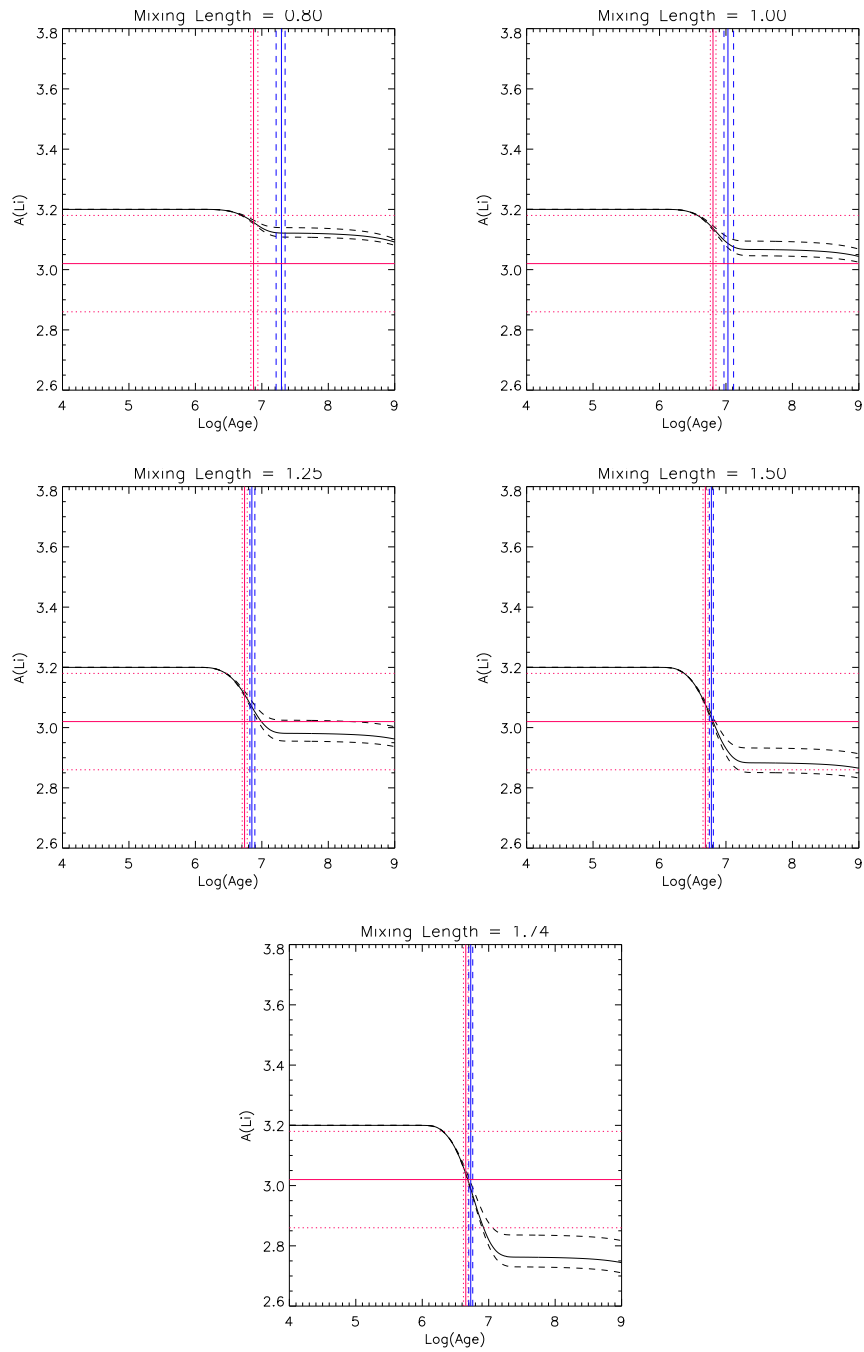 Mixing Length = 0.80
3.8
3.6
3.4
3.2
3.0
2.8
2.6
A(Li)
4 5 6 7 8 9
Log(Age)
Mixing Length = 1.00
3.8
3.6
3.4
3.2
3.0
2.8
2.6
A(Li)
4 5 6 7 8 9
Log(Age)
Mixing Length = 1.25
3.8
3.6
3.4
3.2
3.0
2.8
2.6
A(Li)
4 5 6 7 8 9
Log(Age)
Mixing Length = 1.50
3.8
3.6
3.4
3.2
3.0
2.8
2.6
A(Li)
4 5 6 7 8 9
Log(Age)
Mixing Length = 1.74
3.8
3.6
3.4
3.2
3.0
2.8
2.6
A(Li)
4 5 6 7 8 9
Log(Age)